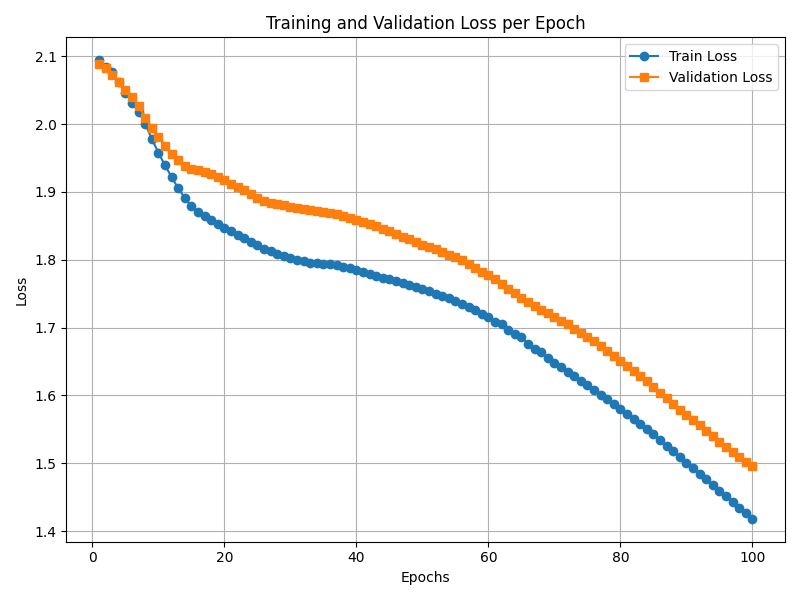 Training and Validation Loss per Epoch
Train Loss
Validation Loss
2.1
2.0
1.9
1.8
1.7
1.6
1.5
1.4
Loss
0 20 40 60 80 100
Epochs